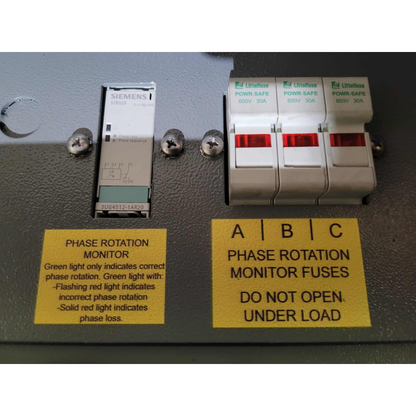 SIEMENS
Littelfuse
POWR-SAFE
600V 30A
Littelfuse
POWR-SAFE
600V 30A
Littelfuse
POWR-SAFE
600V 30A
3UG4512-1AR20
PHASE ROTATION
MONITOR
Green light only indicates correct
phase rotation. Green light with:
-Flashing red light indicates
incorrect phase rotation
-Solid red light indicates
phase loss.
A | B | C
PHASE ROTATION
MONITOR FUSES
DO NOT OPEN
UNDER LOAD